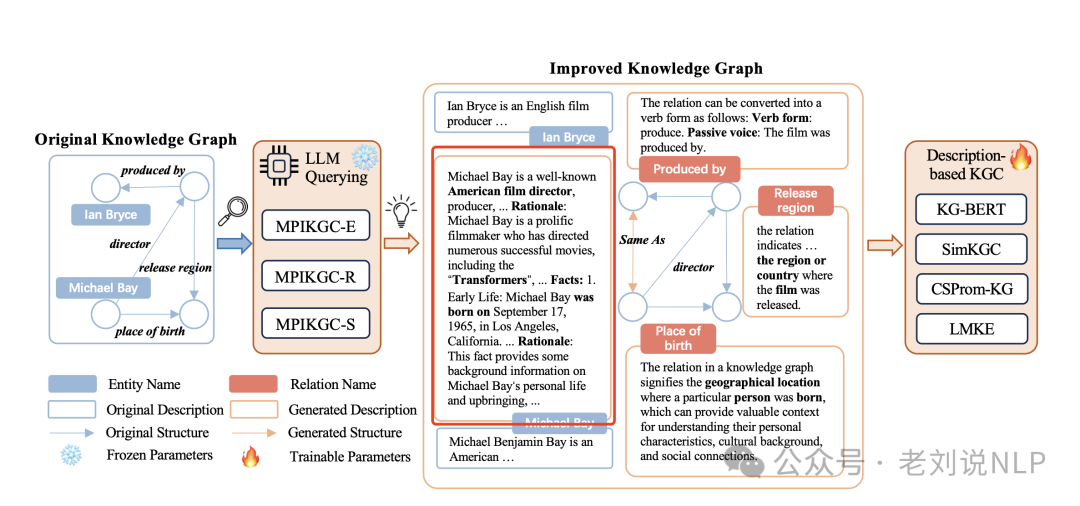 Improved Knowledge Graph
Original Knowledge Graph
produced by
Ian Bryce
director
release region
Michael Bay
place of birth
LLM
Querying
MPIKGC-E
MPIKGC-R
MPIKGC-S
Ian Bryce is an English film
producer …
Ian Bryce
Michael Bay is a well-known
American film director,
producer, ... Rationale:
Michael Bay is a prolific
filmmaker who has directed
numerous successful movies,
including the
"Transformers", ... Facts: 1.
Early Life: Michael Bay was
born on September 17,
1965, in Los Angeles,
California. ... Rationale:
This fact provides some
background information on
Michael Bay's personal life
and upbringing, ...
Michael Bay
Michael Benjamin Bay is an
American …
The relation can be converted into a
verb form as follows: Verb form:
produce. Passive voice: The film was
produced by.
Produced by
Same As
director
Release
region
the relation
indicates …
the region or
country where
the film was
released.
Place of
birth
The relation in a knowledge graph
signifies the geographical location
where a particular person was born,
which can provide valuable context
for understanding their personal
characteristics, cultural background,
and social connections.
Description-
based KGC
KG-BERT
SimKGC
CSProm-KG
LMKE
Entity Name
Relation Name
Original Description
Generated Description
Original Structure
Generated Structure
Frozen Parameters
Trainable Parameters
公众号 · 老刘说NLP